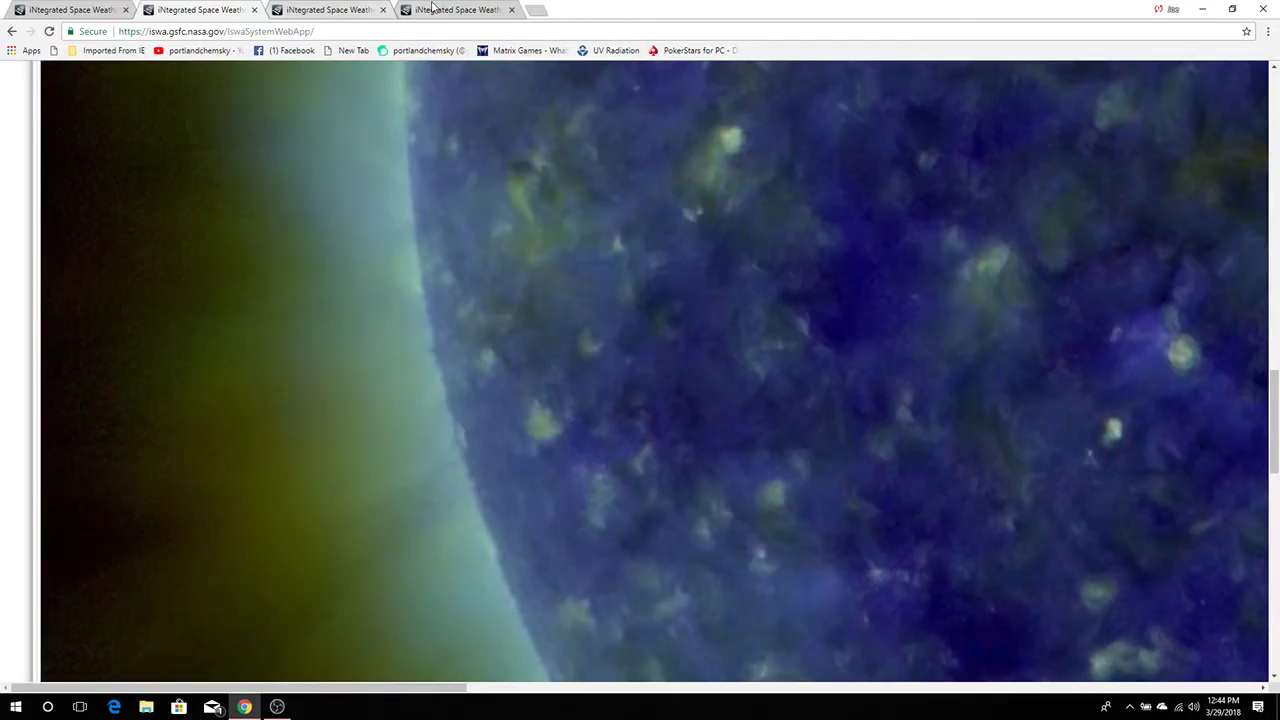 iNtegrated Space Weath iNtegrated Space Weath iNtegrated Space Weath iNtegrated Space Weath
Secure https://iswa.gsfc.nasa.gov/IswaSystemWebApp/
Apps Imported From IE portlandchemsky - Yo Facebook New Tab portlandchemsky (@ Matrix Games - What UV Radiation PokerStars for PC - D
12:44 PM
3/29/2018